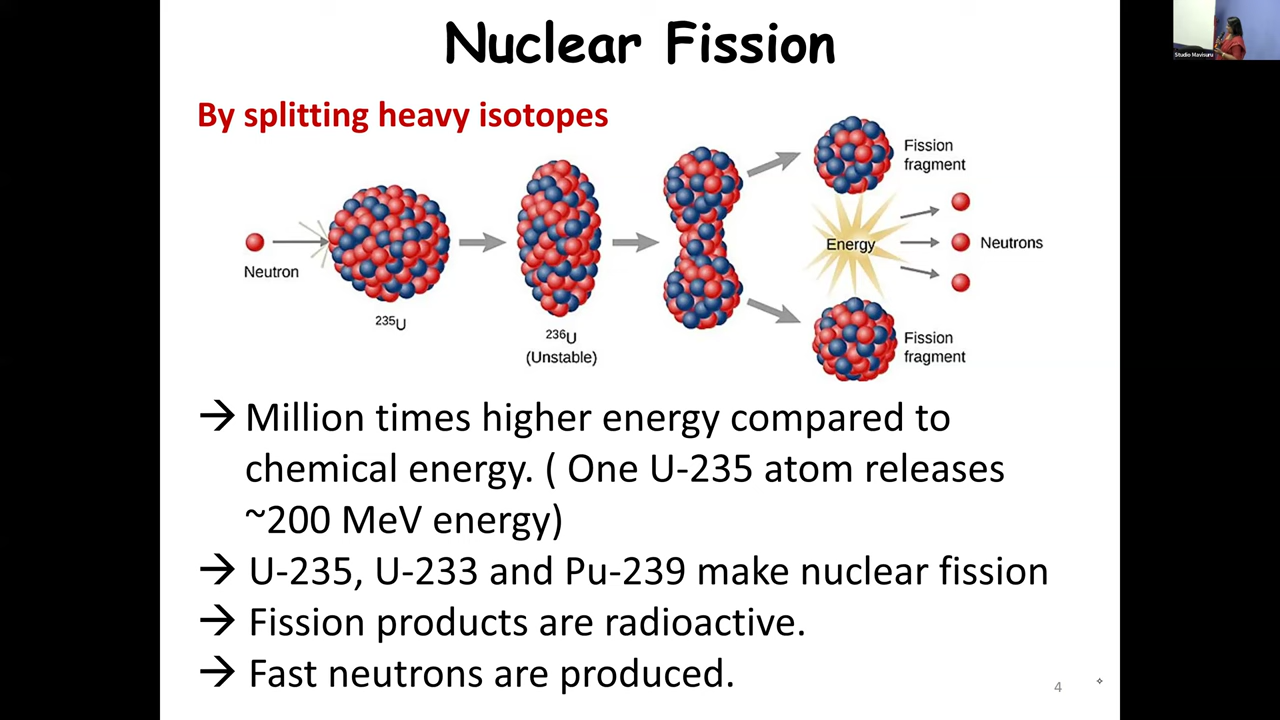 Nuclear Fission
Studio Mavisuru
By splitting heavy isotopes
Fission
fragment
Energy
Neutrons
Neutron
²³⁵U
²³⁶U
(Unstable)
Fission
fragment
→ Million times higher energy compared to
chemical energy. ( One U-235 atom releases
~200 MeV energy)
→ U-235, U-233 and Pu-239 make nuclear fission
→ Fission products are radioactive.
→ Fast neutrons are produced.
4